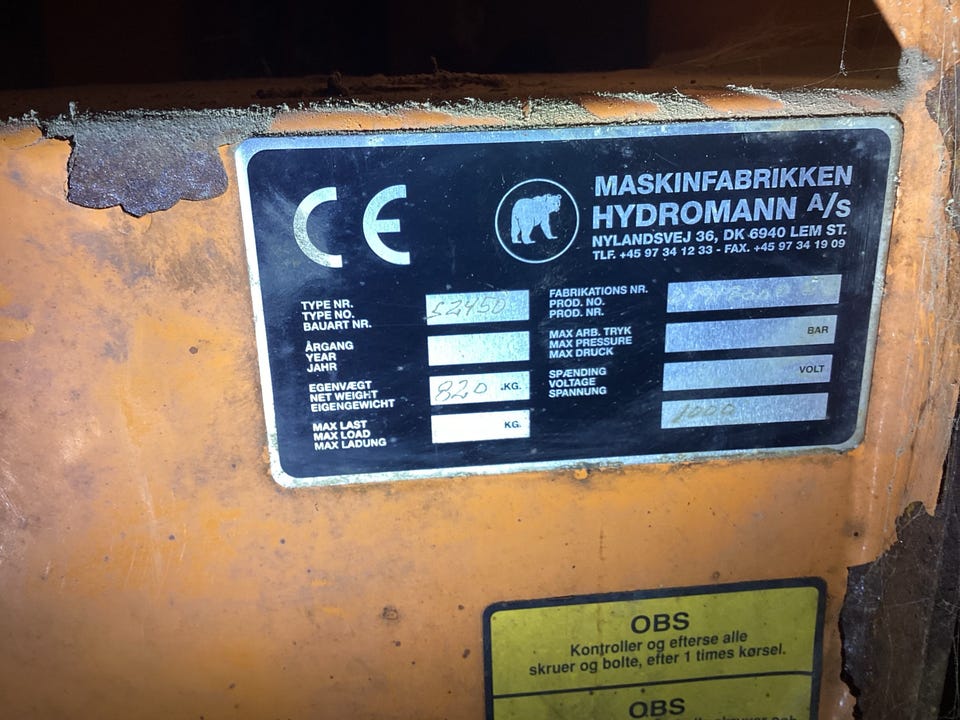 CE
MASKINFABRIKKEN
HYDROMANN A/S
NYLANDSVEJ 36, DK 6940 LEM ST.
TLF. +45 97 34 12 33 - FAX. +45 97 34 19 09
TYPE NR.
TYPE NO.
BAUART NR.
ÅRGANG
YEAR
JAHR
EGENVÆGT
NET WEIGHT
EIGENGEWICHT
820 KG.
MAX LAST
MAX LOAD
MAX LADUNG
KG.
FABRIKATIONS NR.
PROD. NO.
PROD. NR.
MAX ARB. TRYK
MAX PRESSURE
MAX DRUCK
BAR
SPÆNDING
VOLTAGE
SPANNUNG
VOLT
1000
OBS
Kontroller og efterse alle
skruer og bolte, efter 1 times kørsel.
OBS